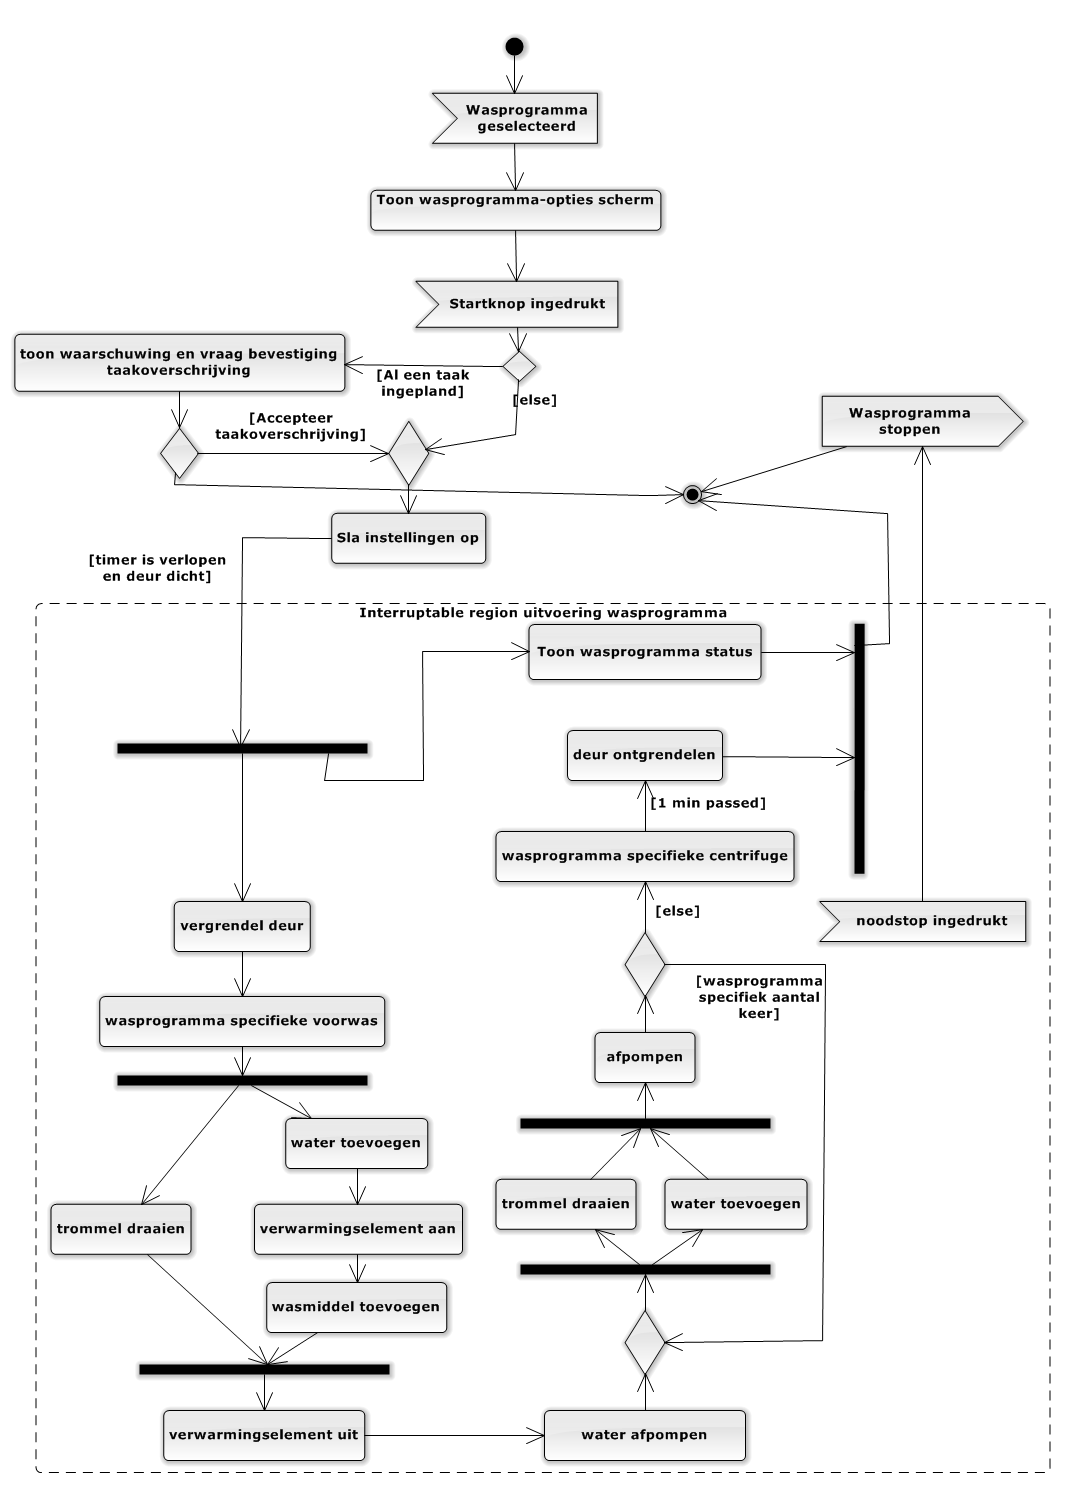 Wasprogramma
geselecteerd
Toon wasprogramma-opties scherm
Startknop ingedrukt
toon waarschuwing en vraag bevestiging
taakoverschrijving
[Al een taak
ingepland]
[else]
[Accepteer
taakoverschrijving]
Wasprogramma
stoppen
Sla instellingen op
[timer is verlopen
en deur dicht]
Interruptable region uitvoering wasprogramma
Toon wasprogramma status
deur ontgrendelen
[1 min passed]
wasprogramma specifieke centrifuge
[else]
vergrendel deur
noodstop ingedrukt
[wasprogramma
specifiek aantal
keer]
wasprogramma specifieke voorwas
afpompen
water toevoegen
trommel draaien
water toevoegen
trommel draaien
verwarmingselement aan
wasmiddel toevoegen
verwarmingselement uit
water afpompen